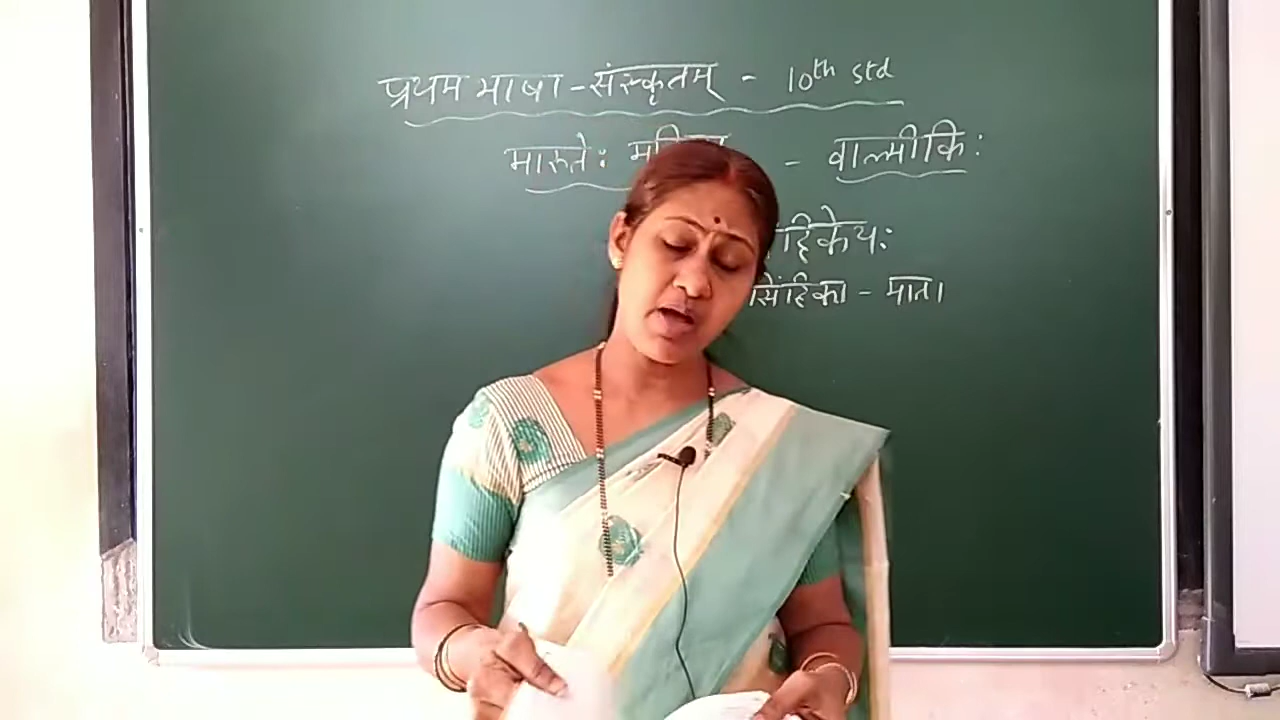 प्रथम भाषा - संस्कृतम् - 10th std
मारुतेः - वाल्मीकिः
सिंहिका - माता